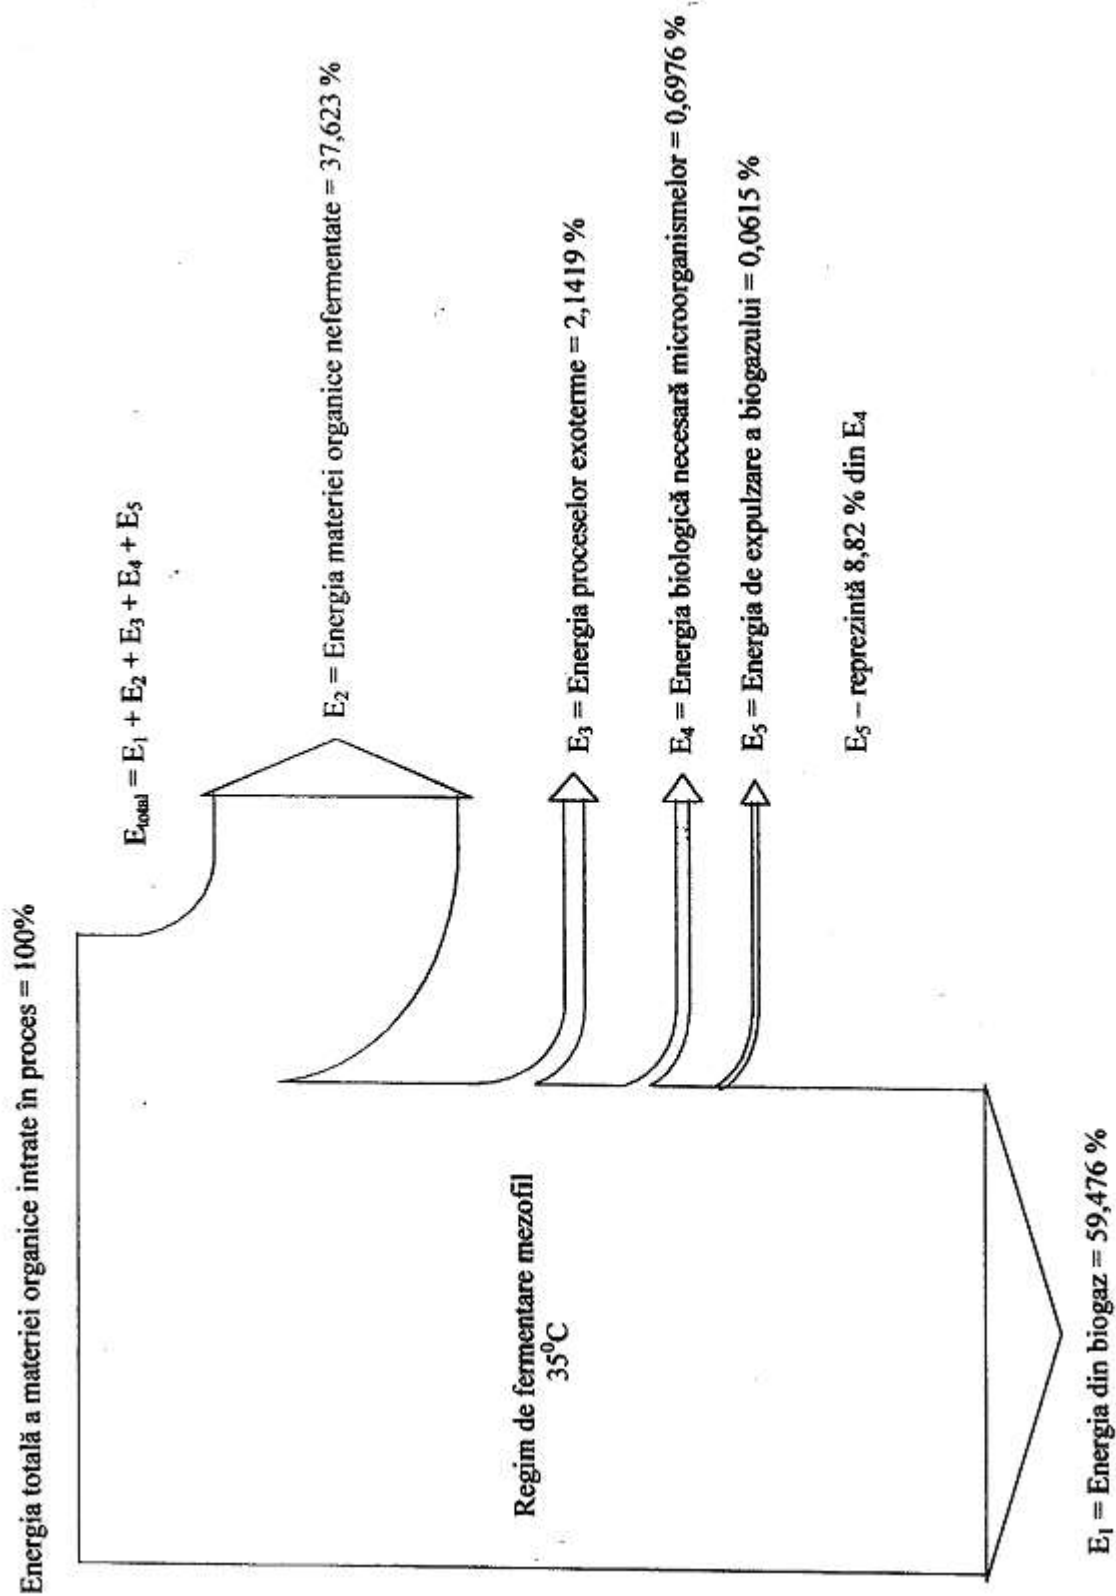 Energia totală a materiei organice intrate în proces = 100%
E_total = E₁ + E₂ + E₃ + E₄ + E₅
E₂ = Energia materiei organice nefermentate = 37,623 %
Regim de fermentare mezofil
35⁰C
E₃ = Energia proceselor exoterme = 2,1419 %
E₄ = Energia biologică necesară microorganismelor = 0,6976 %
E₅ = Energia de expulzare a biogazului = 0,0615 %
E₅ – reprezintă 8,82 % din E₄
E₁ = Energia din biogaz = 59,476 %